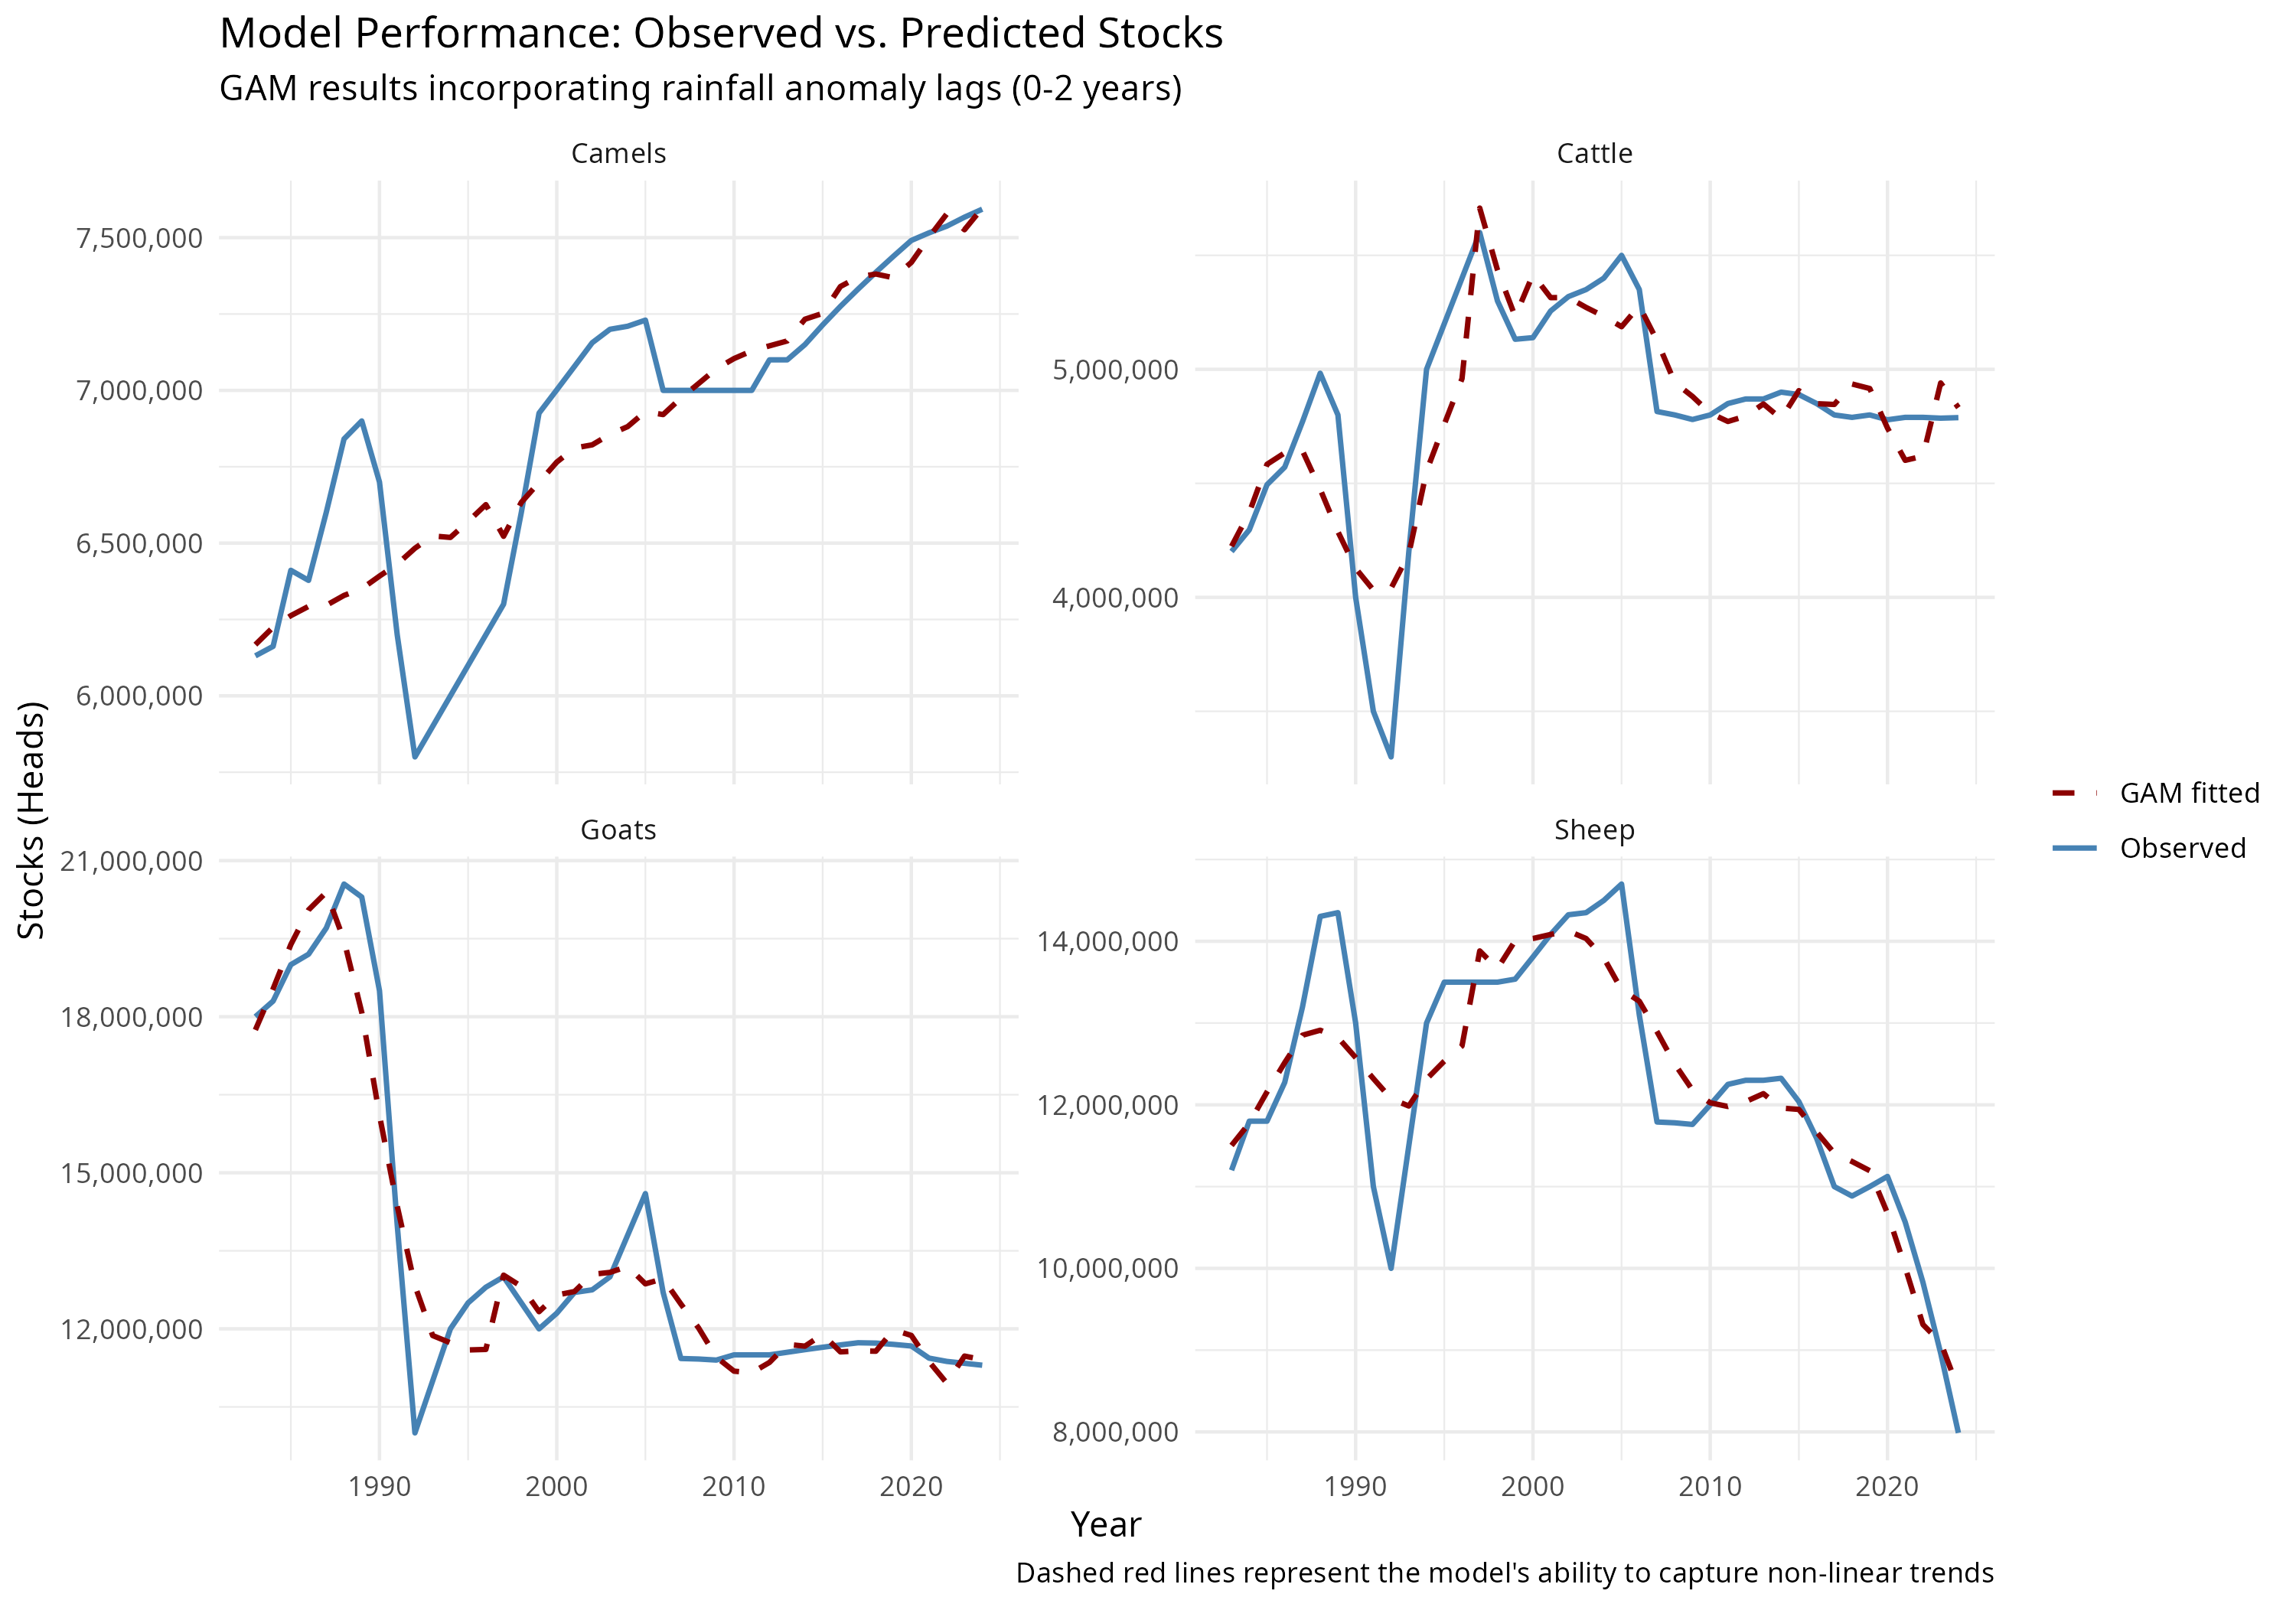 Model Performance: Observed vs. Predicted Stocks
GAM results incorporating rainfall anomaly lags (0-2 years)
Camels
Cattle
7,500,000
7,000,000
6,500,000
6,000,000
5,000,000
4,000,000
Stocks (Heads)
GAM fitted
Observed
Goats
Sheep
21,000,000
18,000,000
15,000,000
12,000,000
14,000,000
12,000,000
10,000,000
8,000,000
1990 2000 2010 2020
1990 2000 2010 2020
Year
Dashed red lines represent the model's ability to capture non-linear trends